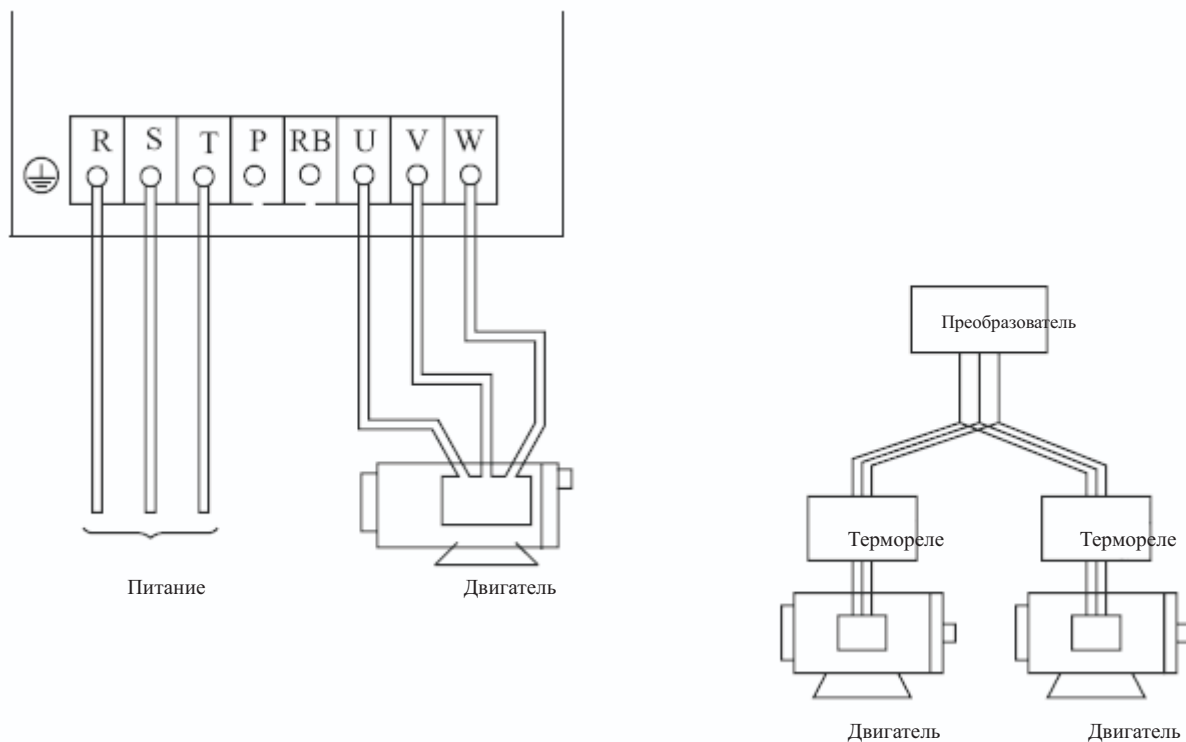 R S T P RB U V W
Питание
Двигатель
Преобразователь
Термореле
Термореле
Двигатель
Двигатель